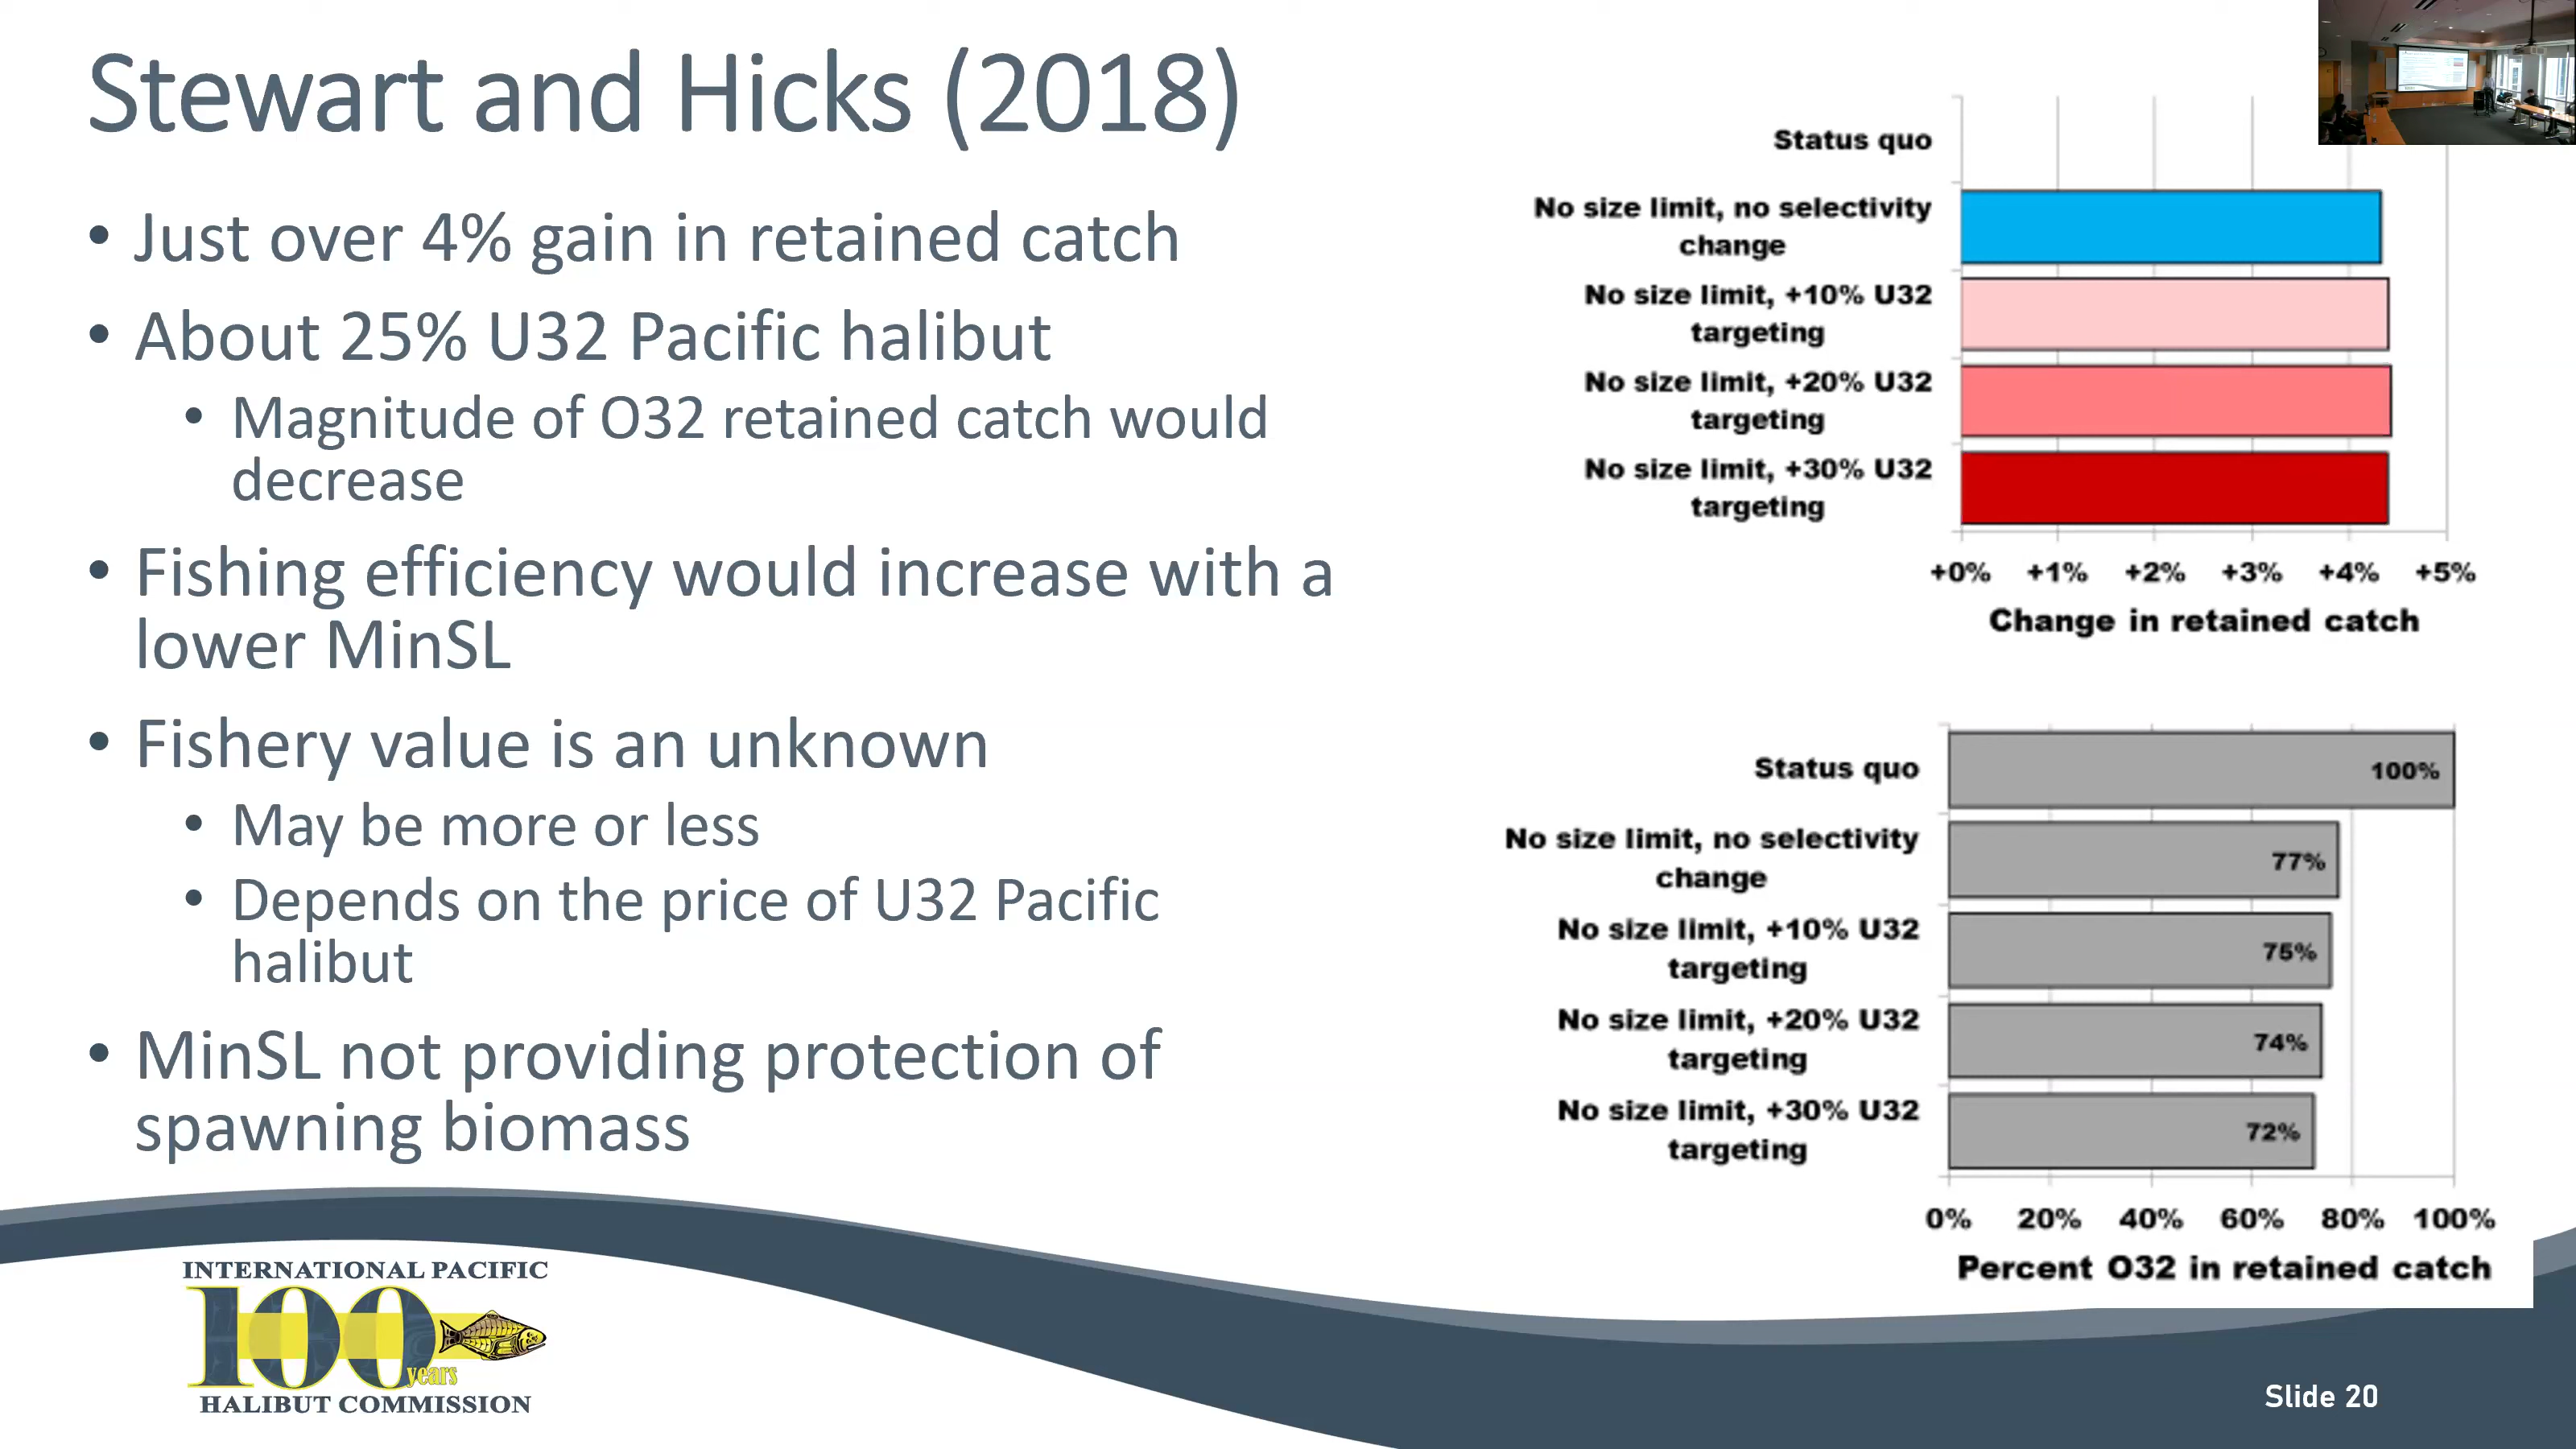 Stewart and Hicks (2018)
• Just over 4% gain in retained catch
• About 25% U32 Pacific halibut
• Magnitude of O32 retained catch would
decrease
• Fishing efficiency would increase with a
lower MinSL
• Fishery value is an unknown
• May be more or less
• Depends on the price of U32 Pacific
halibut
• MinSL not providing protection of
spawning biomass
Status quo
No size limit, no selectivity
change
No size limit, +10% U32
targeting
No size limit, +20% U32
targeting
No size limit, +30% U32
targeting
+0% +1% +2% +3% +4% +5%
Change in retained catch
Status quo
100%
No size limit, no selectivity
change
77%
No size limit, +10% U32
targeting
75%
No size limit, +20% U32
targeting
74%
No size limit, +30% U32
targeting
72%
0% 20% 40% 60% 80% 100%
Percent O32 in retained catch
INTERNATIONAL PACIFIC
100
years
HALIBUT COMMISSION
Slide 20